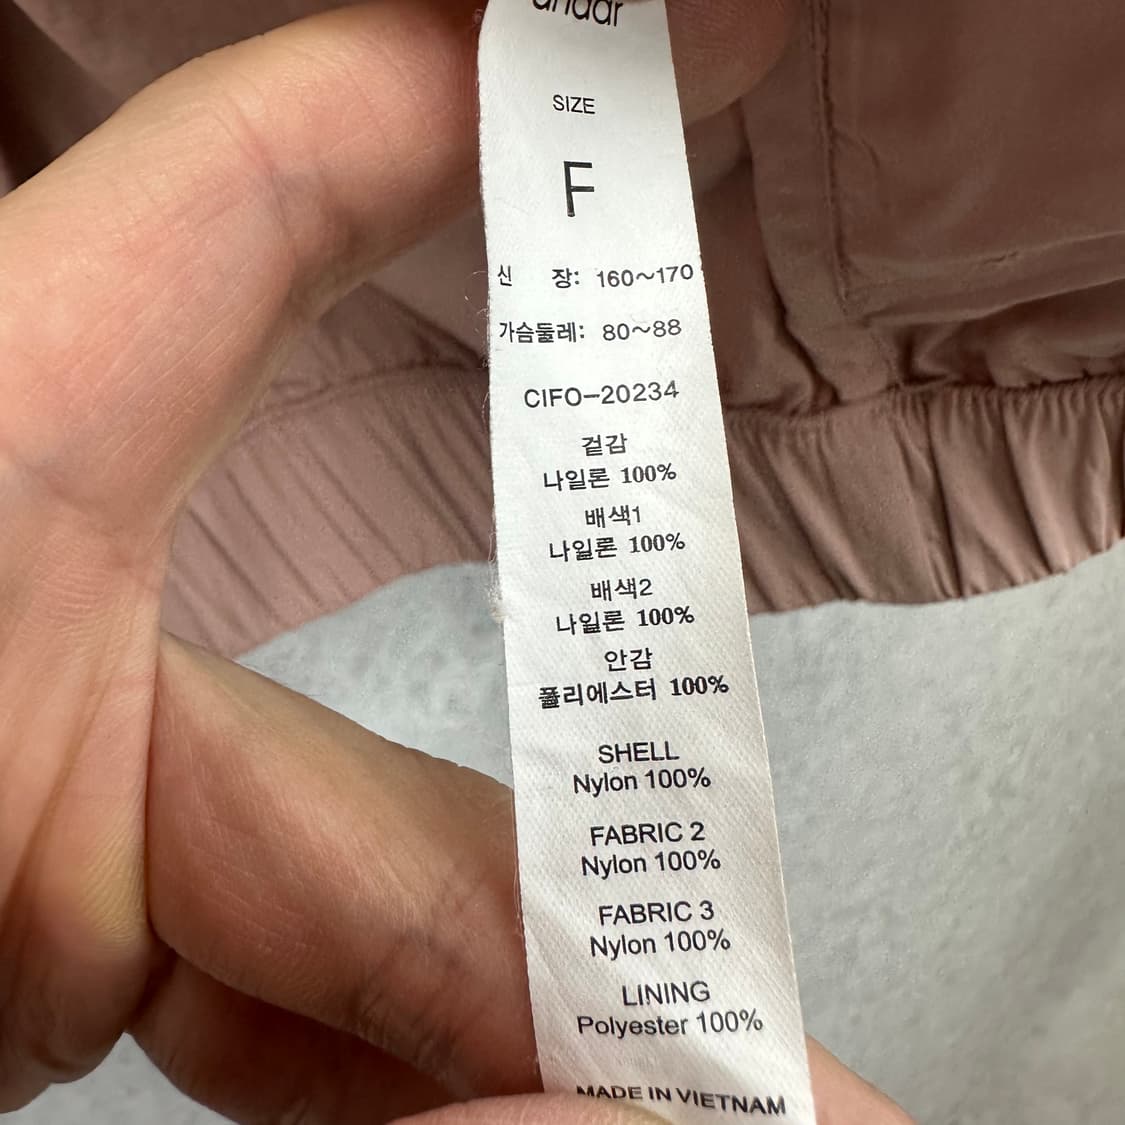 andar
SIZE
F
신 장: 160~170
가슴둘레: 80~88
CIFO-20234
겉감
나일론 100%
배색1
나일론 100%
배색2
나일론 100%
안감
폴리에스터 100%
SHELL
Nylon 100%
FABRIC 2
Nylon 100%
FABRIC 3
Nylon 100%
LINING
Polyester 100%
MADE IN VIETNAM